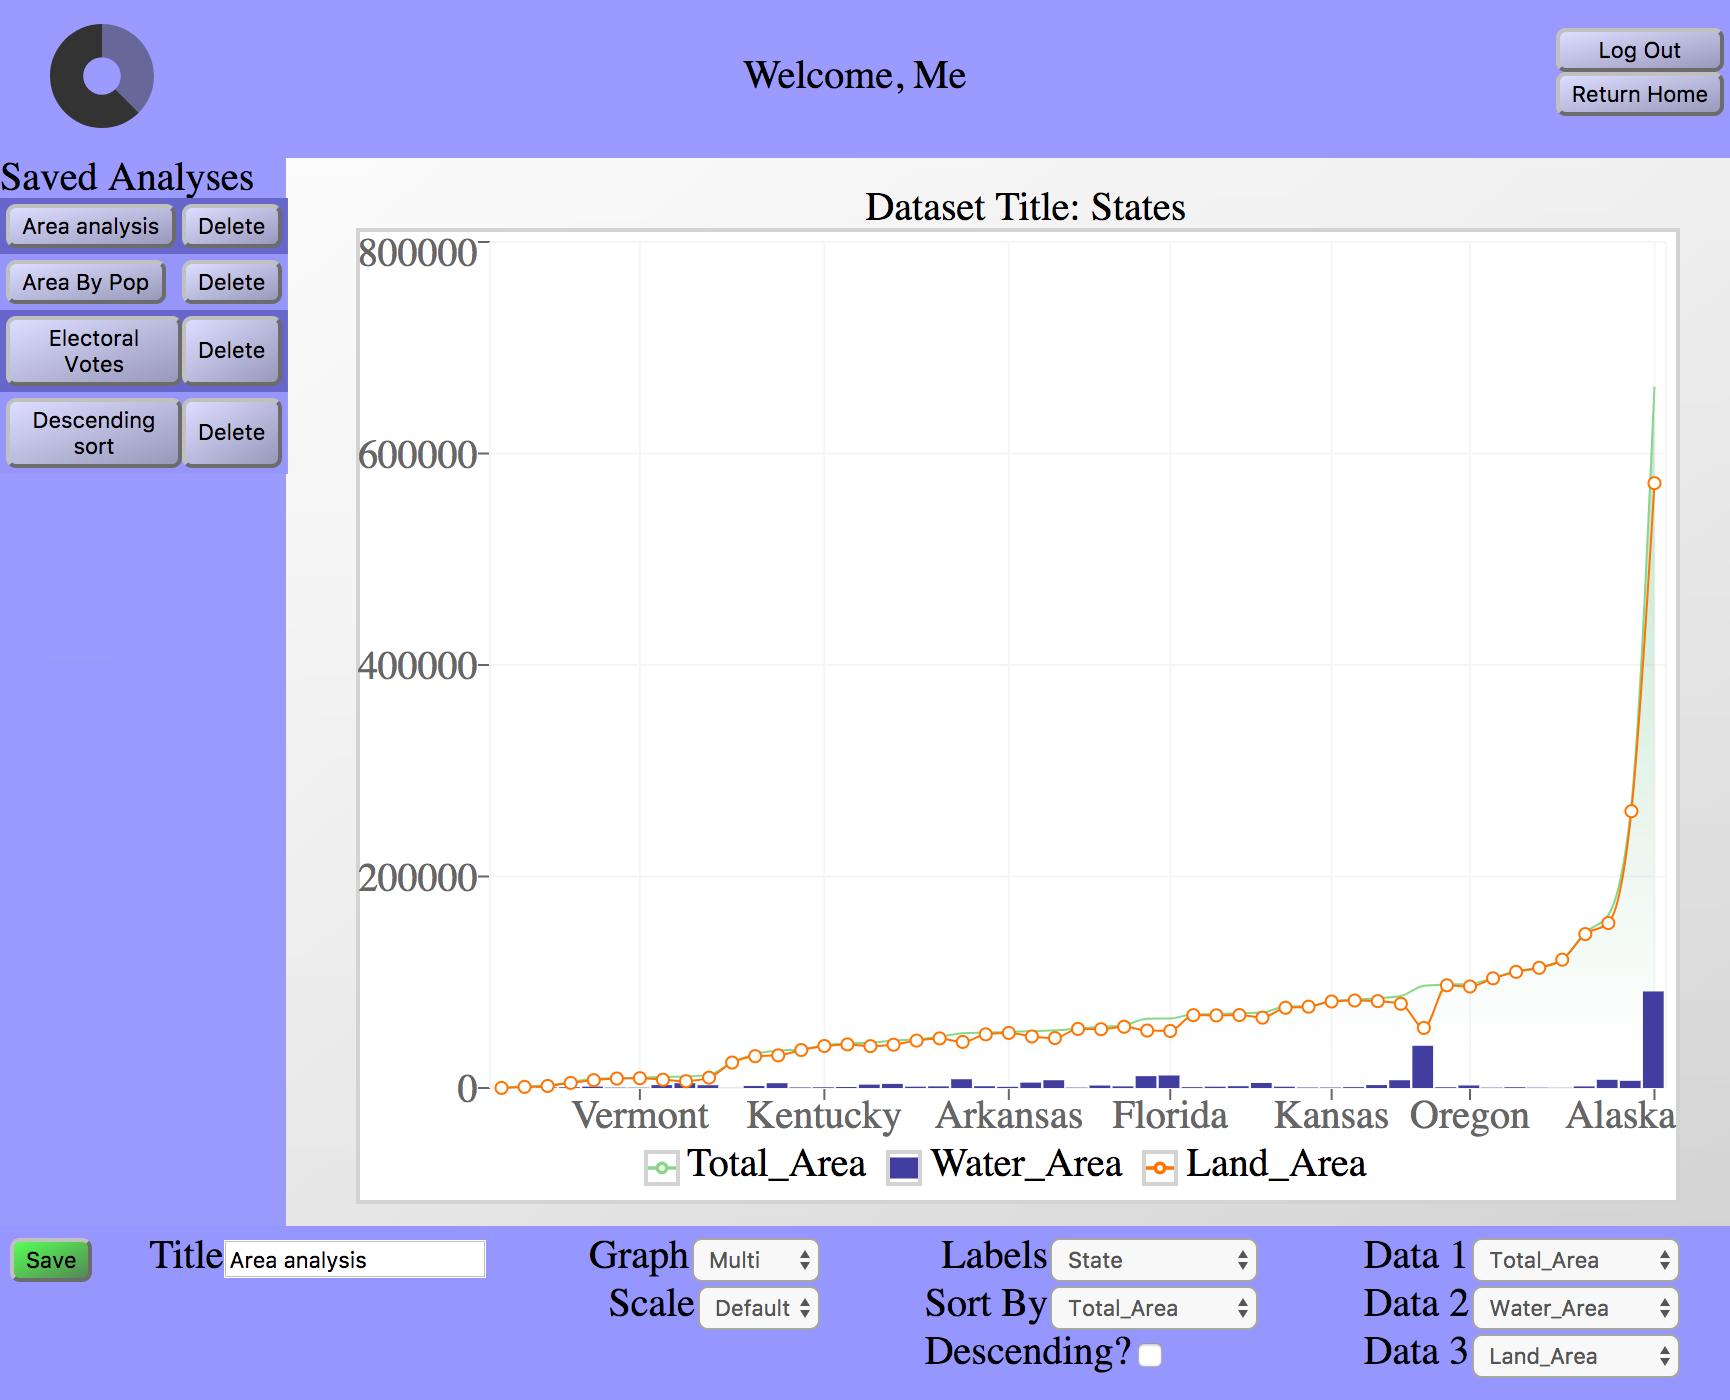 Welcome, Me
Log Out
Return Home
Saved Analyses
Area analysis
Delete
Area By Pop
Delete
Electoral
Votes
Delete
Descending
sort
Delete
Dataset Title: States
800000
600000
400000
200000
0
Vermont Kentucky Arkansas Florida Kansas Oregon Alaska
Total_Area Water_Area Land_Area
Save
Title Area analysis
Graph Multi
Scale Default
Labels State
Sort By Total_Area
Descending?
Data 1 Total_Area
Data 2 Water_Area
Data 3 Land_Area